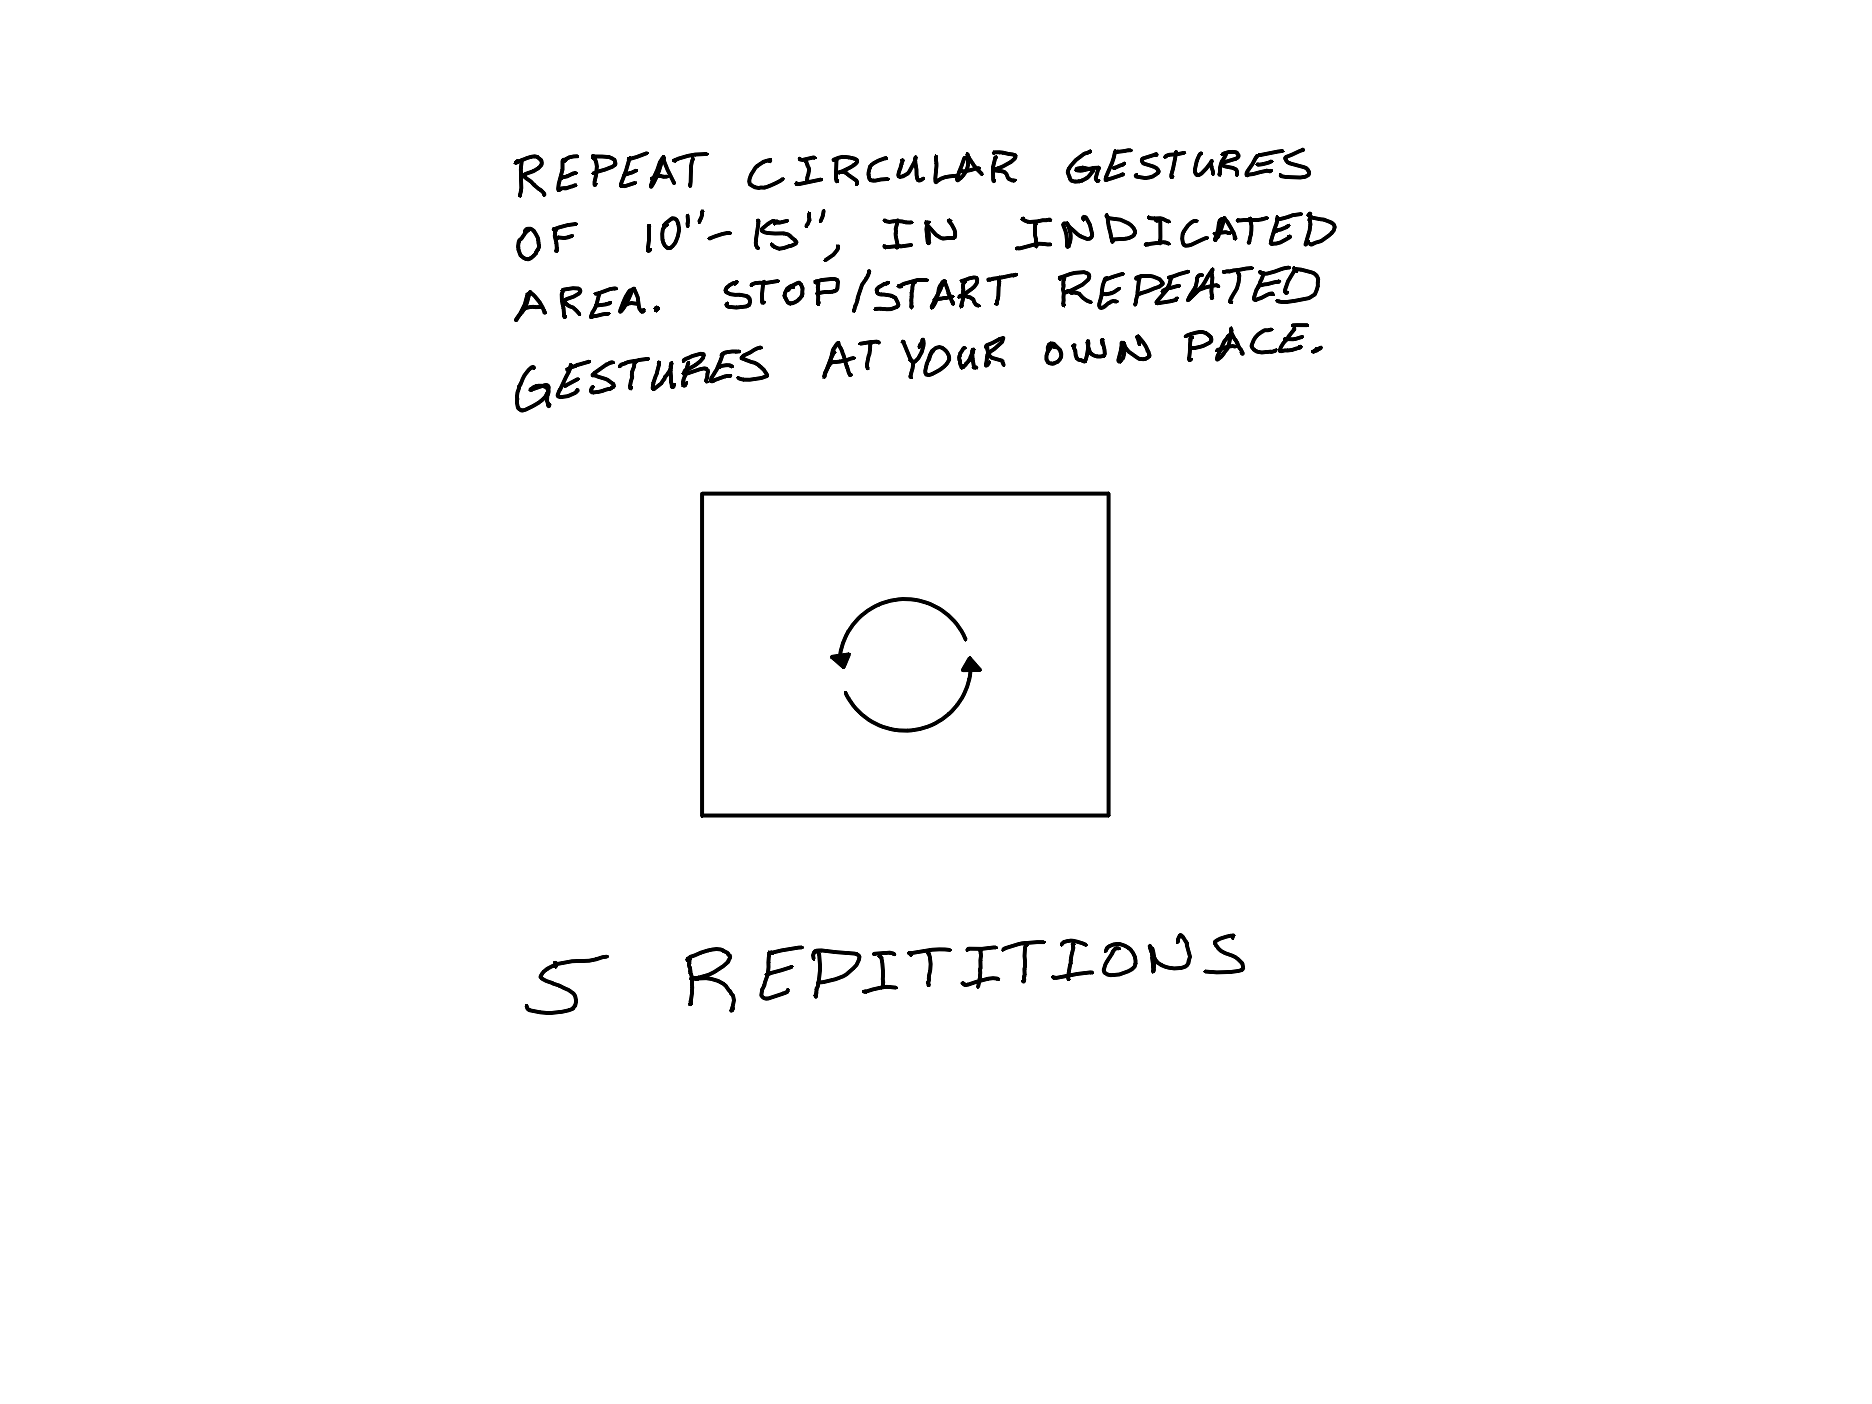 REPEAT CIRCULAR GESTURES
OF 10"-15", IN INDICATED
AREA. STOP/START REPEATED
GESTURES AT YOUR OWN PACE.
5 REPITITIONS